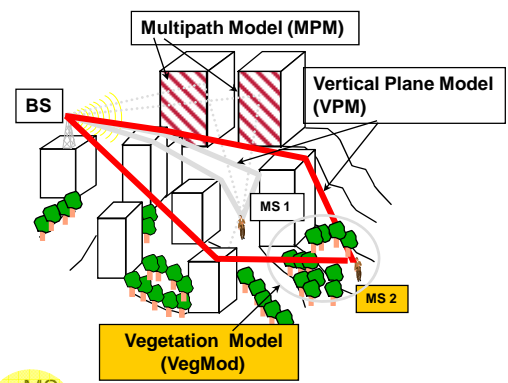 Multipath Model (MPM)
Vertical Plane Model
(VPM)
BS
MS 1
MS 2
Vegetation Model
(VegMod)